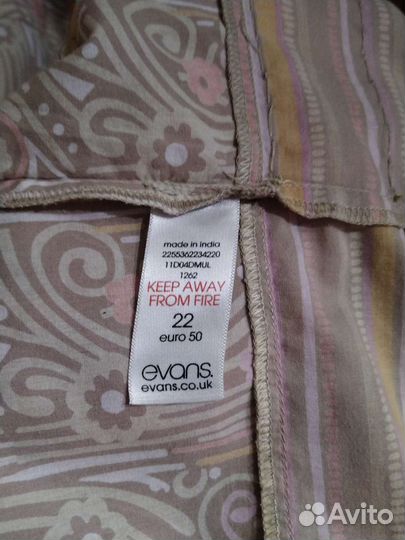 made in india
2255362234220
11D04DMUL
1262
KEEP AWAY
FROM FIRE
22
euro 50
evans.
evans.co.uk
Avito